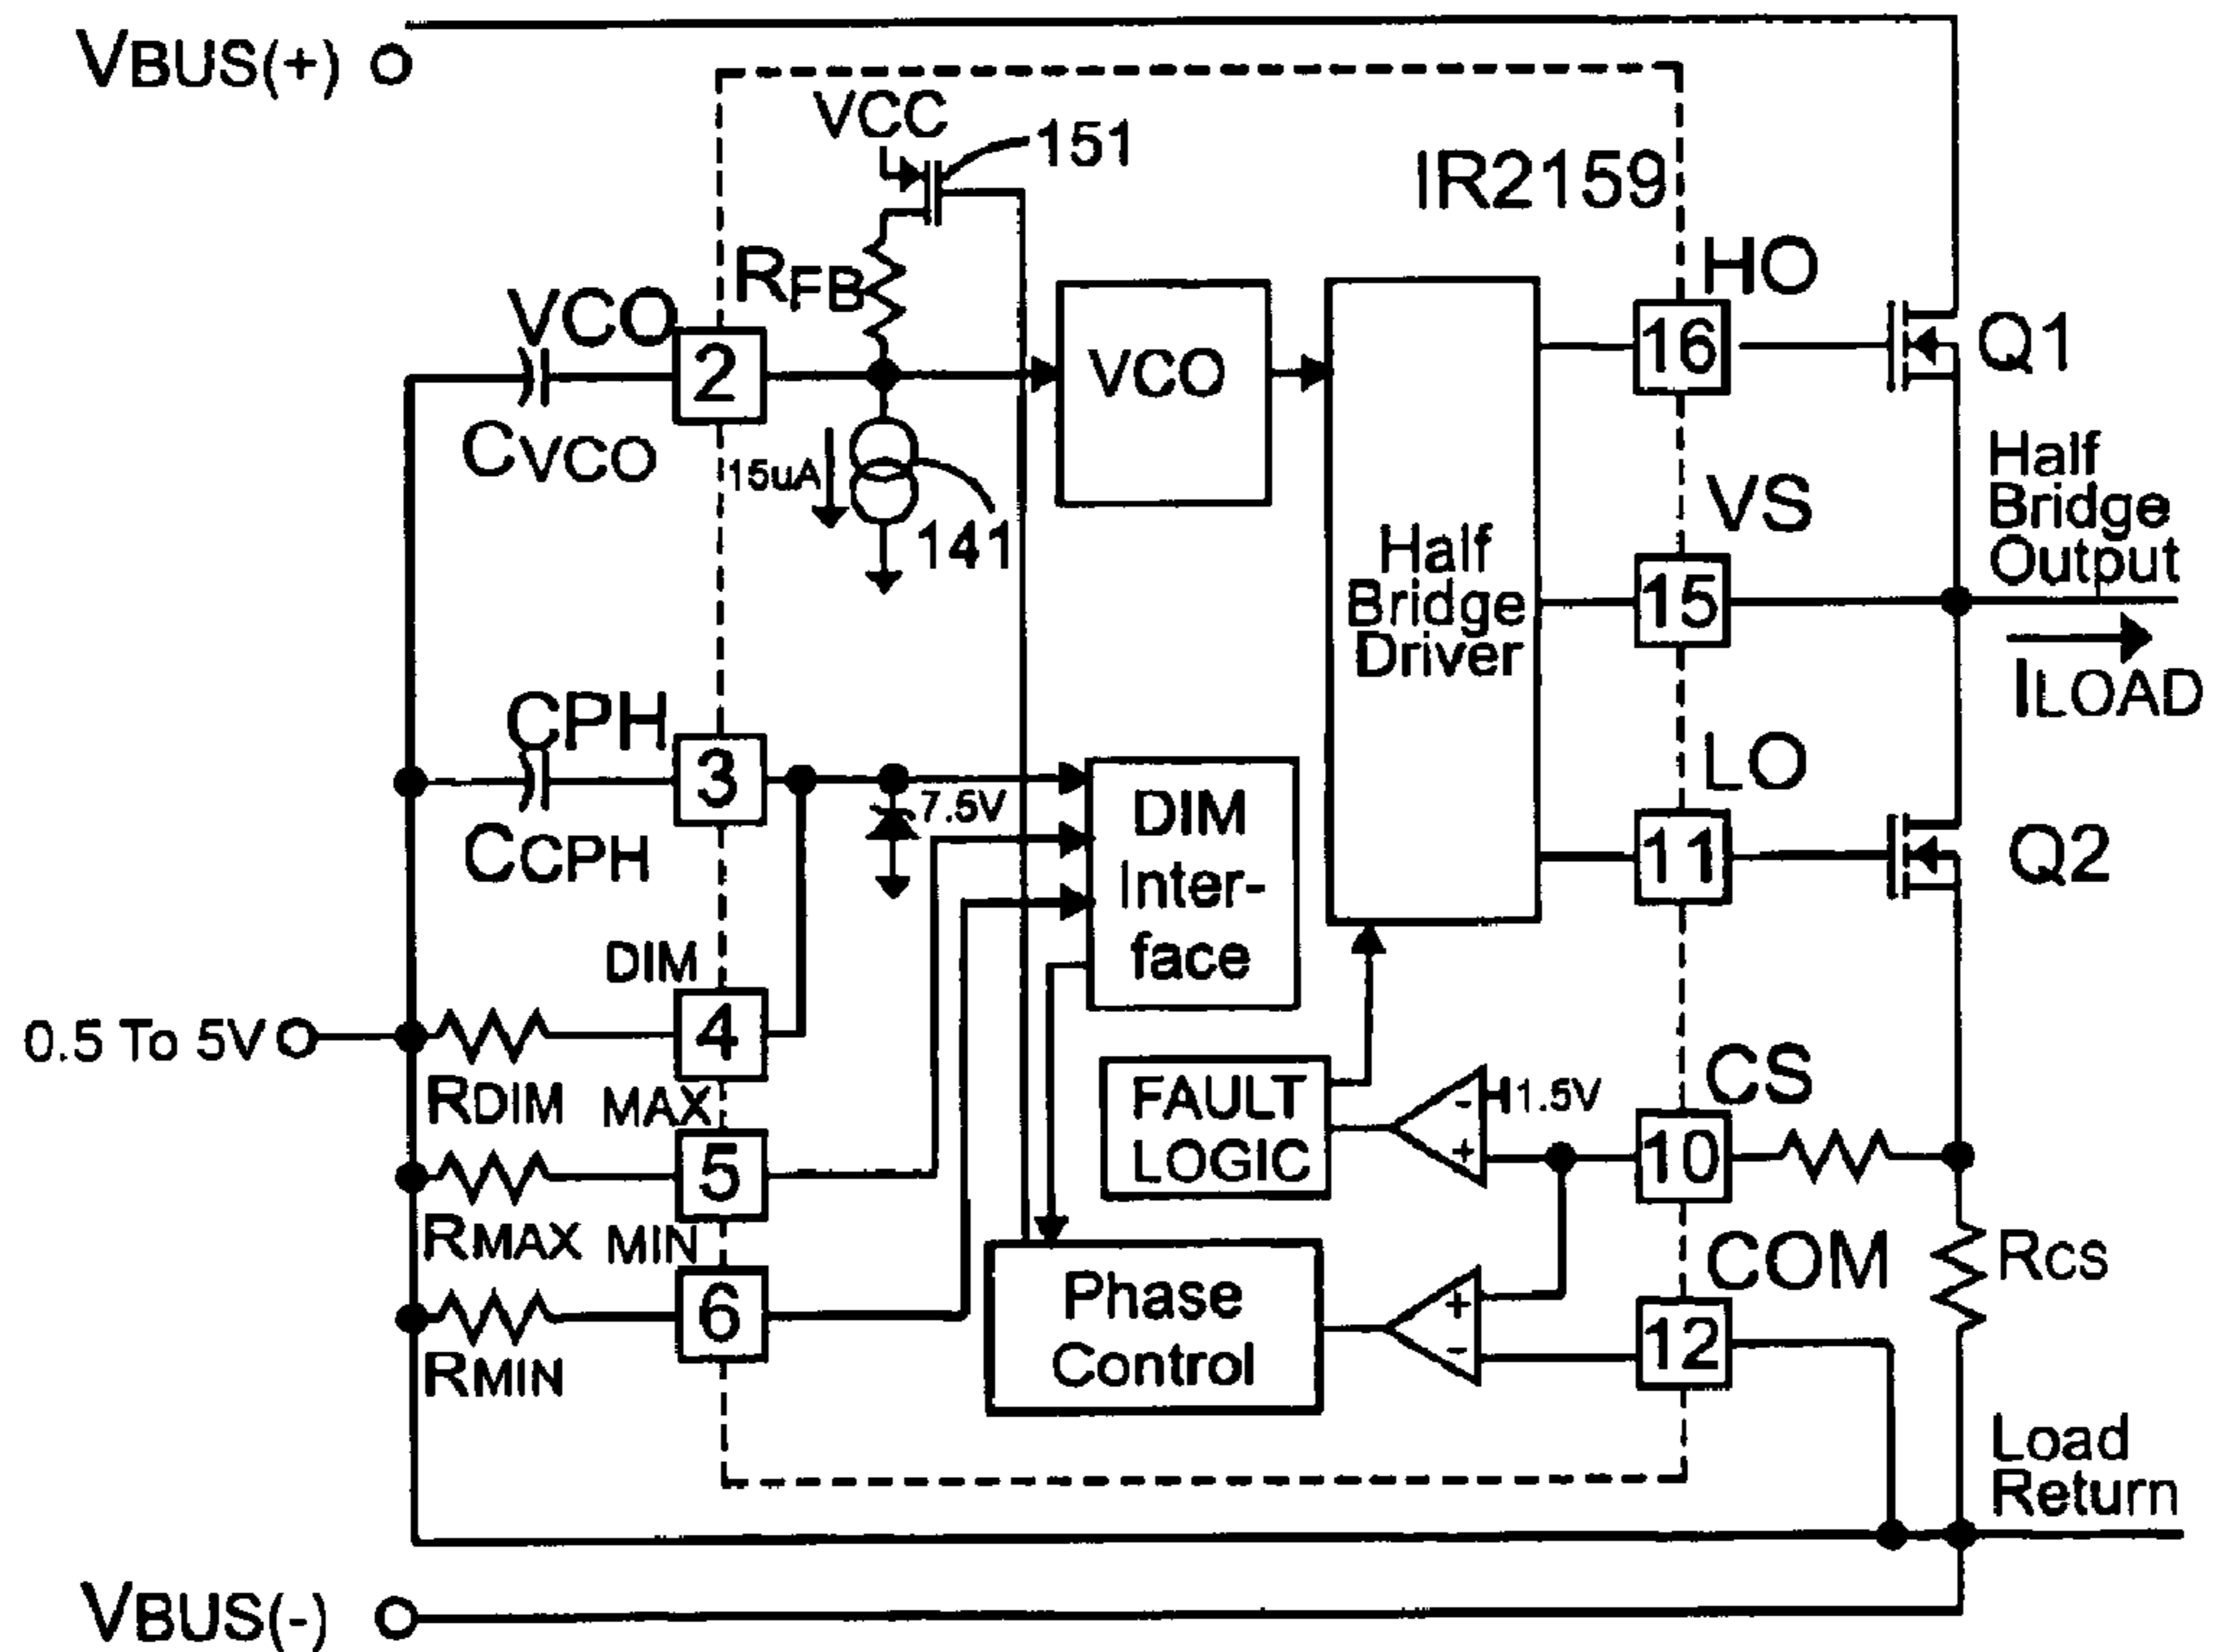 VBUS(+)
VCC
151
IR2159
HO
RFB
VCO
2
VCO
16
Q1
CVCO
15uA
141
Half
Bridge
Driver
VS
15
Half
Bridge
Output
ILOAD
CPH
3
7.5V
CCPH
DIM
Inter-
face
LO
11
Q2
DIM
4
0.5 To 5V
RDIM
MAX
5
RMAX
MIN
6
RMIN
FAULT
LOGIC
-
+
1.5V
CS
10
COM
12
RCS
Phase
Control
+
-
Load
Return
VBUS(-)